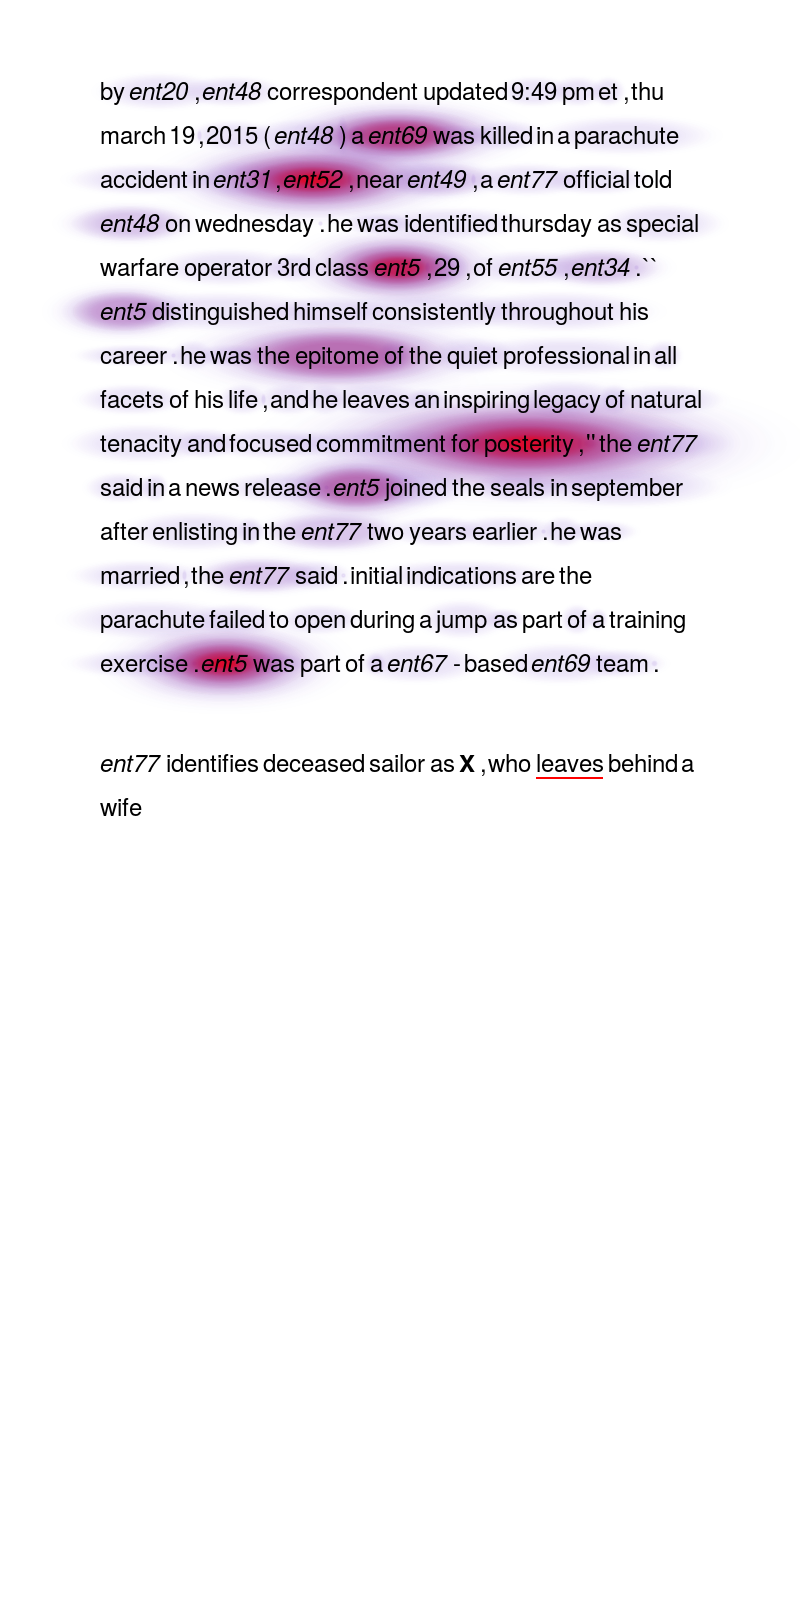 by ent20 , ent48 correspondent updated 9:49 pm et , thu
march 19 , 2015 ( ent48 ) a ent69 was killed in a parachute
accident in ent31 , ent52 , near ent49 , a ent77 official told
ent48 on wednesday . he was identified thursday as special
warfare operator 3rd class ent5 , 29 , of ent55 , ent34 . ``
ent5 distinguished himself consistently throughout his
career . he was the epitome of the quiet professional in all
facets of his life , and he leaves an inspiring legacy of natural
tenacity and focused commitment for posterity , '' the ent77
said in a news release . ent5 joined the seals in september
after enlisting in the ent77 two years earlier . he was
married , the ent77 said . initial indications are the
parachute failed to open during a jump as part of a training
exercise . ent5 was part of a ent67 - based ent69 team .
ent77 identifies deceased sailor as X , who leaves behind a
wife